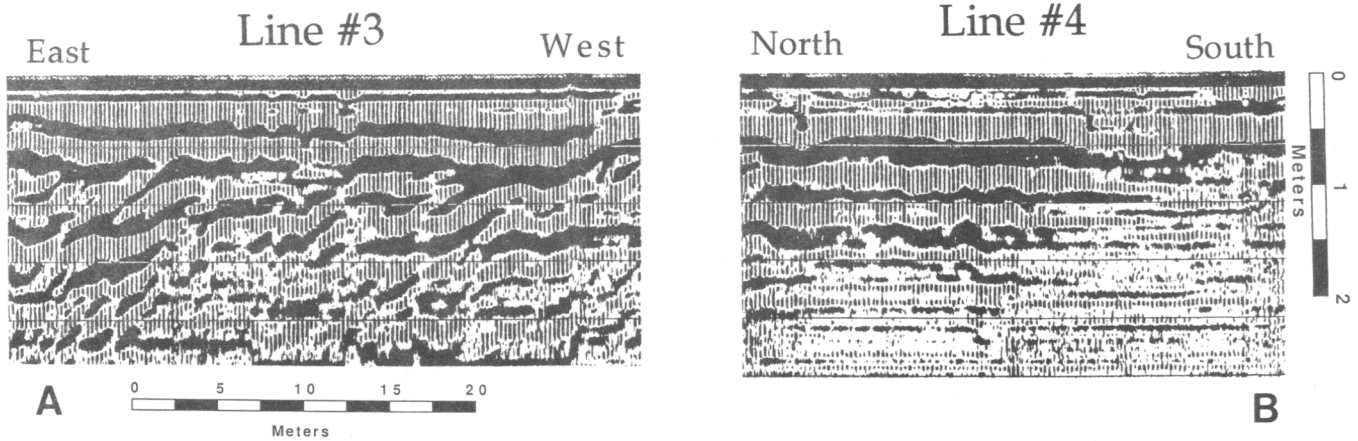 Line #3
East
West
Line #4
North
South
0
1
2
Meters
A
0 5 10 15 20
Meters
B